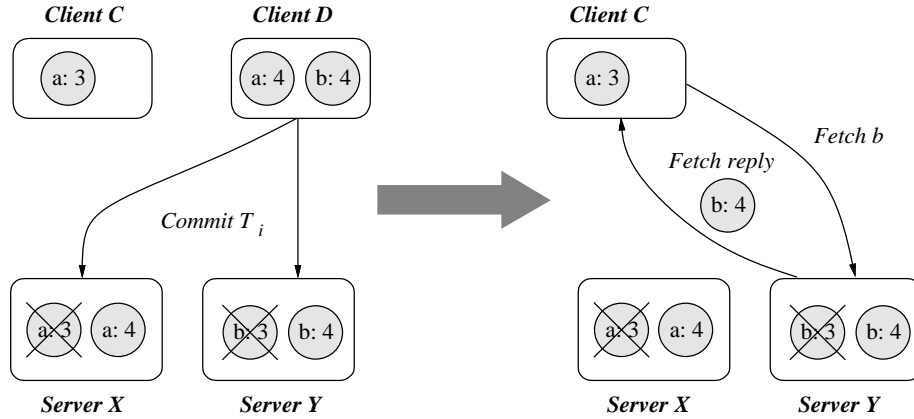 Client C
Client D
a: 3
a: 4
b: 4
Commit T i
a: 3
a: 4
b: 3
b: 4
Server X
Server Y
Client C
a: 3
Fetch b
Fetch reply
b: 4
a: 3
a: 4
b: 3
b: 4
Server X
Server Y